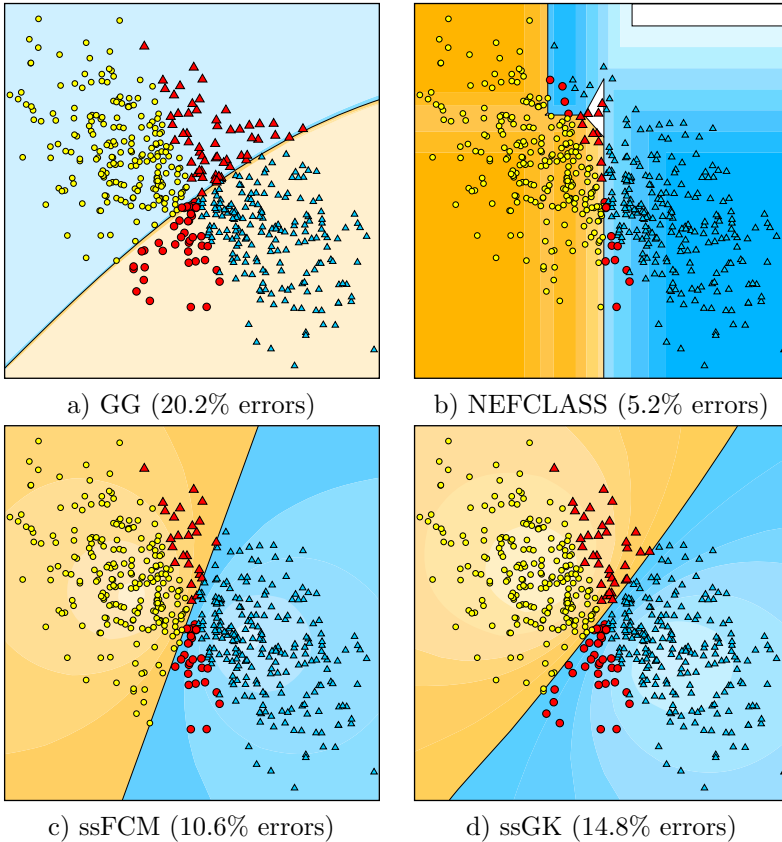 a) GG (20.2% errors)
b) NEFCLASS (5.2% errors)
c) ssFCM (10.6% errors)
d) ssGK (14.8% errors)